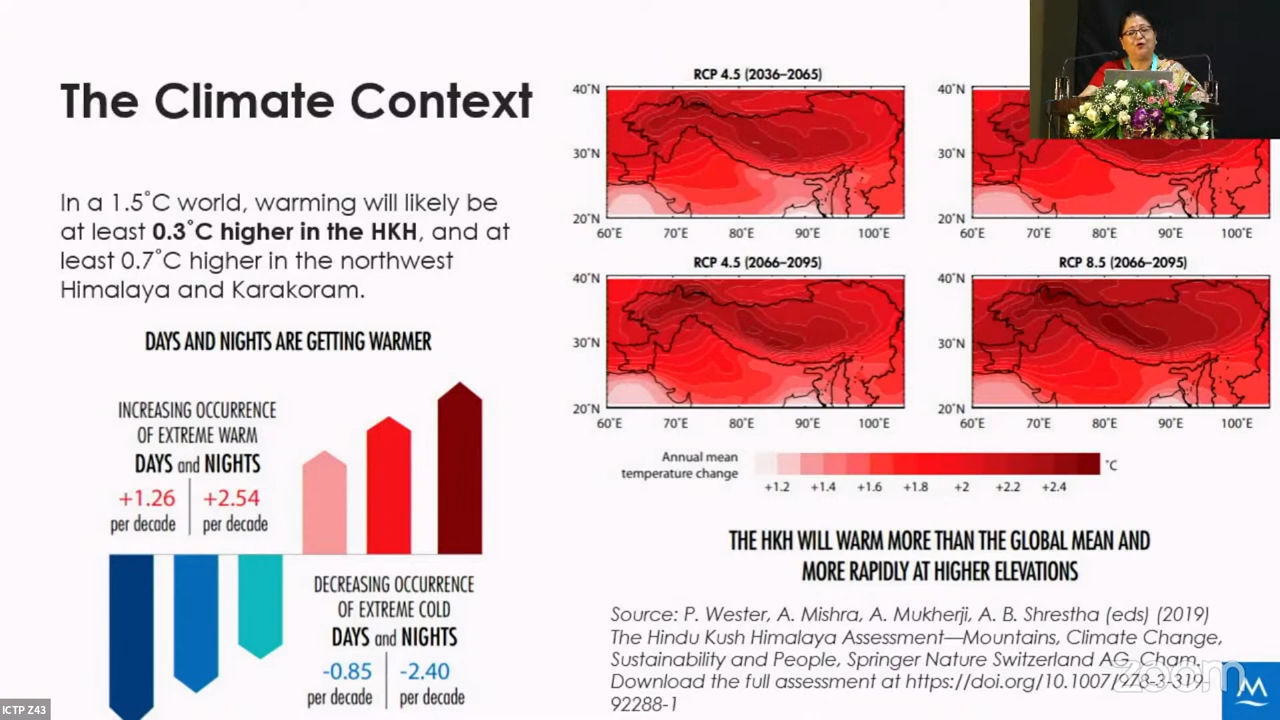 The Climate Context
In a 1.5˚C world, warming will likely be
at least 0.3˚C higher in the HKH, and at
least 0.7˚C higher in the northwest
Himalaya and Karakoram.
DAYS AND NIGHTS ARE GETTING WARMER
INCREASING OCCURRENCE
OF EXTREME WARM
DAYS and NIGHTS
+1.26 +2.54
per decade per decade
DECREASING OCCURRENCE
OF EXTREME COLD
DAYS and NIGHTS
-0.85 -2.40
per decade per decade
RCP 4.5 (2036–2065)
40˚N
30˚N
20˚N
60˚E 70˚E 80˚E 90˚E 100˚E
40˚N
30˚N
20˚N
60˚E 70˚E 80˚E 90˚E 100˚E
RCP 4.5 (2066–2095)
40˚N
30˚N
20˚N
60˚E 70˚E 80˚E 90˚E 100˚E
RCP 8.5 (2066–2095)
40˚N
30˚N
20˚N
60˚E 70˚E 80˚E 90˚E 100˚E
Annual mean
temperature change
˚C
+1.2 +1.4 +1.6 +1.8 +2 +2.2 +2.4
THE HKH WILL WARM MORE THAN THE GLOBAL MEAN AND
MORE RAPIDLY AT HIGHER ELEVATIONS
Source: P. Wester, A. Mishra, A. Mukherji, A. B. Shrestha (eds) (2019)
The Hindu Kush Himalaya Assessment—Mountains, Climate Change,
Sustainability and People, Springer Nature Switzerland AG, Cham.
Download the full assessment at https://doi.org/10.1007/978-3-319-
92288-1
zoom
ICTP Z43